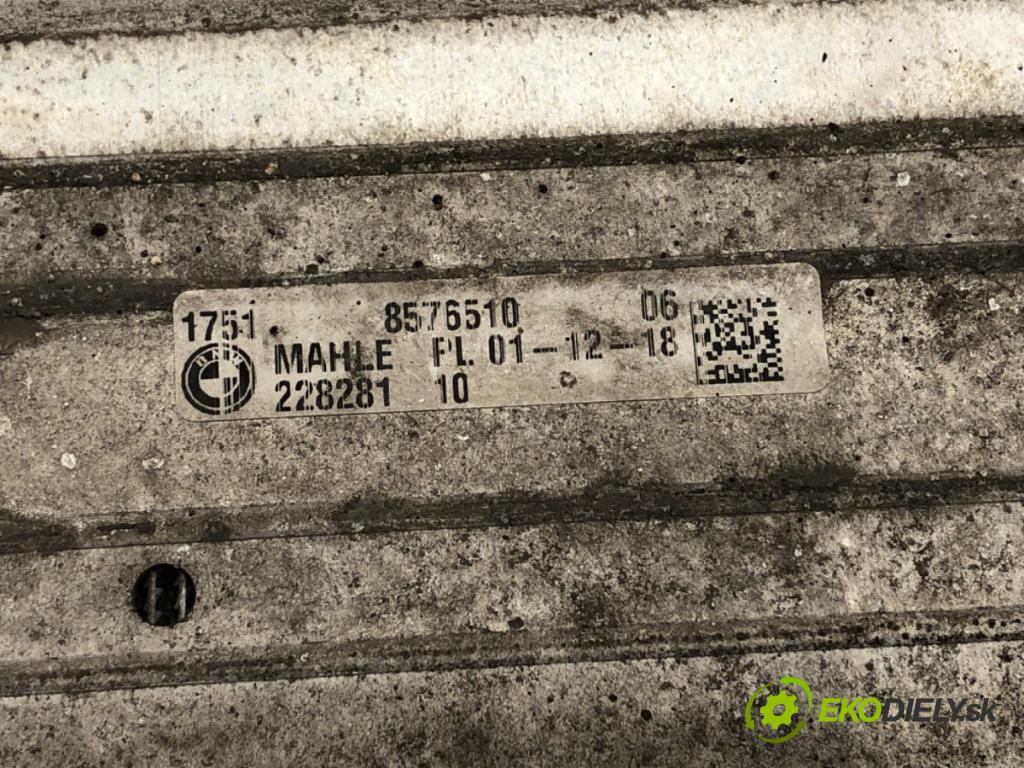 1751 8576510 06
MAHLE PL. 01-12-18
228281 10
EKODIELY.sk